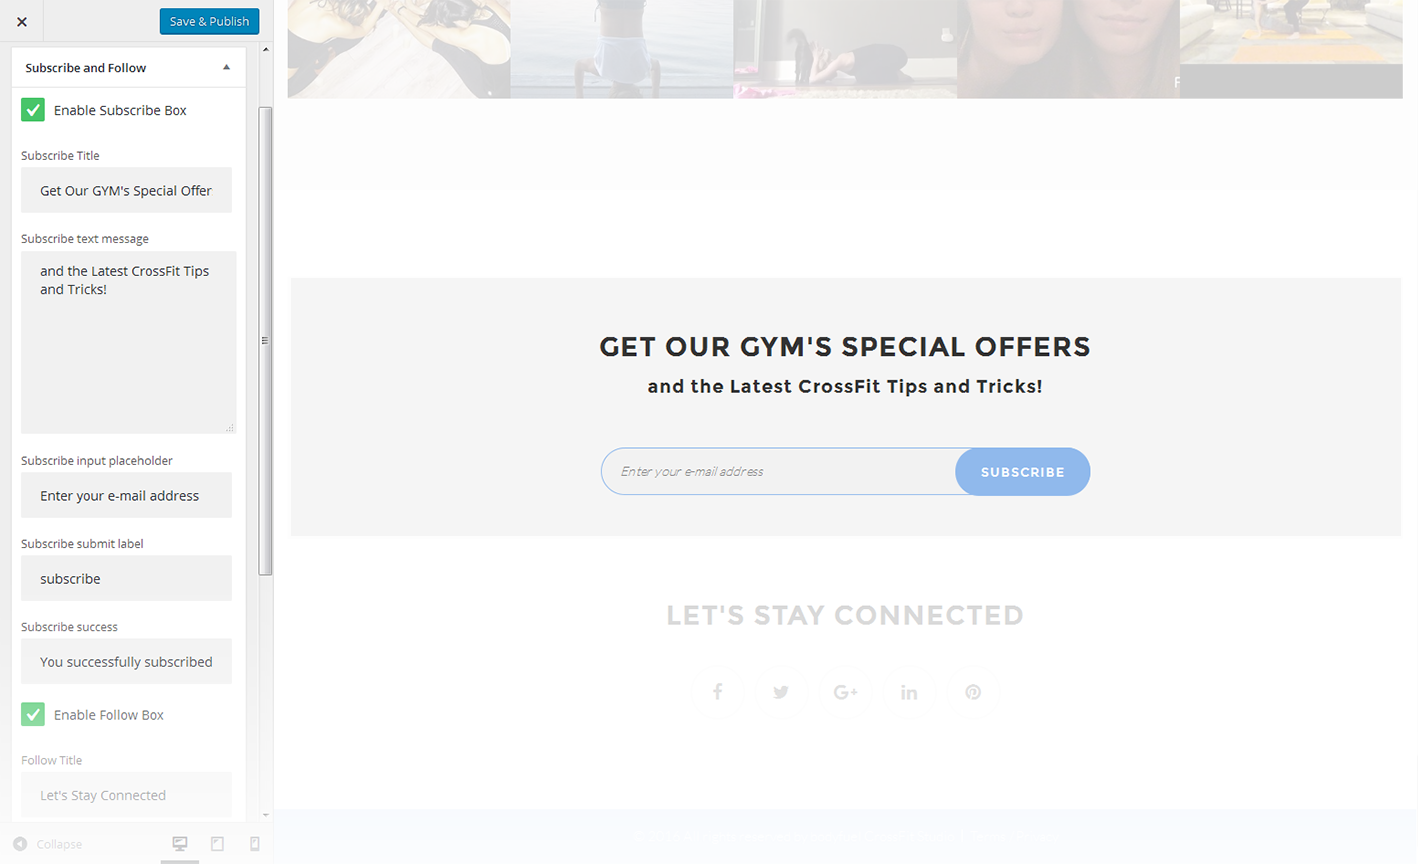 Save & Publish
Subscribe and Follow
Enable Subscribe Box
Subscribe Title
Get Our GYM's Special Offer
Subscribe text message
and the Latest CrossFit Tips
and Tricks!
Subscribe input placeholder
Enter your e-mail address
Subscribe submit label
subscribe
Subscribe success
You successfully subscribed
Enable Follow Box
Follow Title
Let's Stay Connected
Collapse
GET OUR GYM'S SPECIAL OFFERS
and the Latest CrossFit Tips and Tricks!
Enter your e-mail address
SUBSCRIBE
LET'S STAY CONNECTED